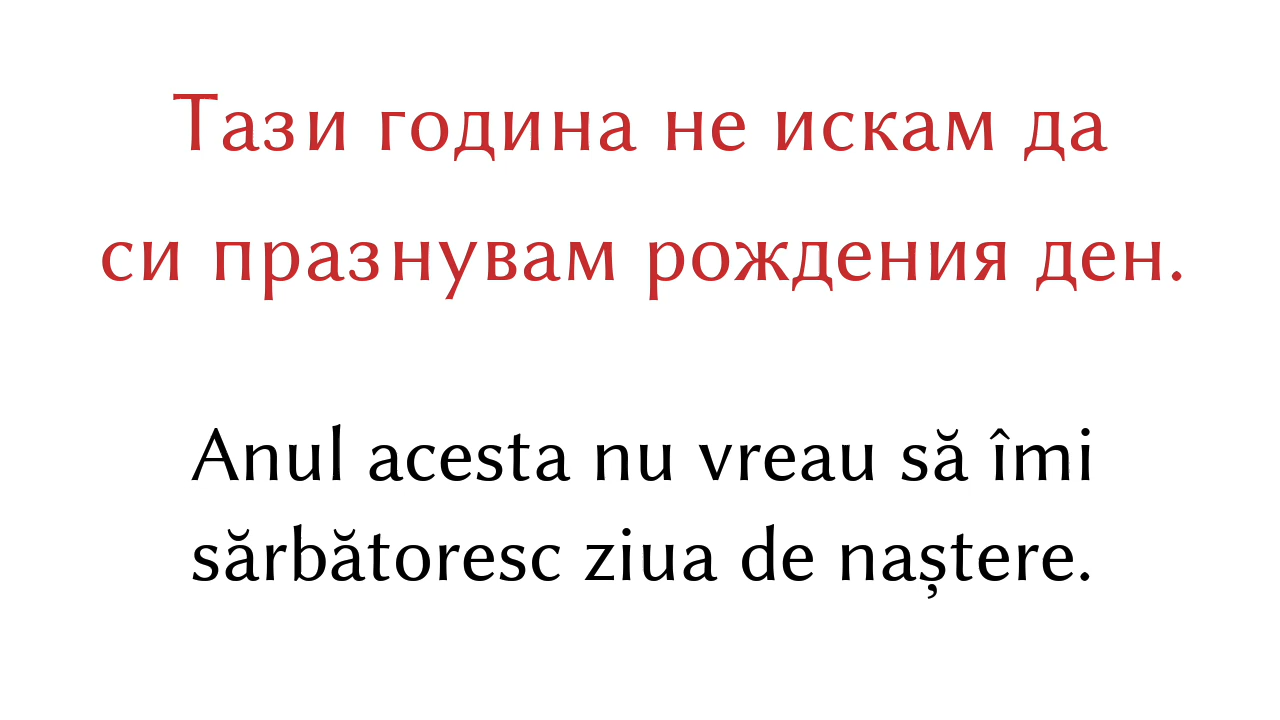 Тази година не искам да
си празнувам рождения ден.
Anul acesta nu vreau să îmi
sărbătoresc ziua de naștere.